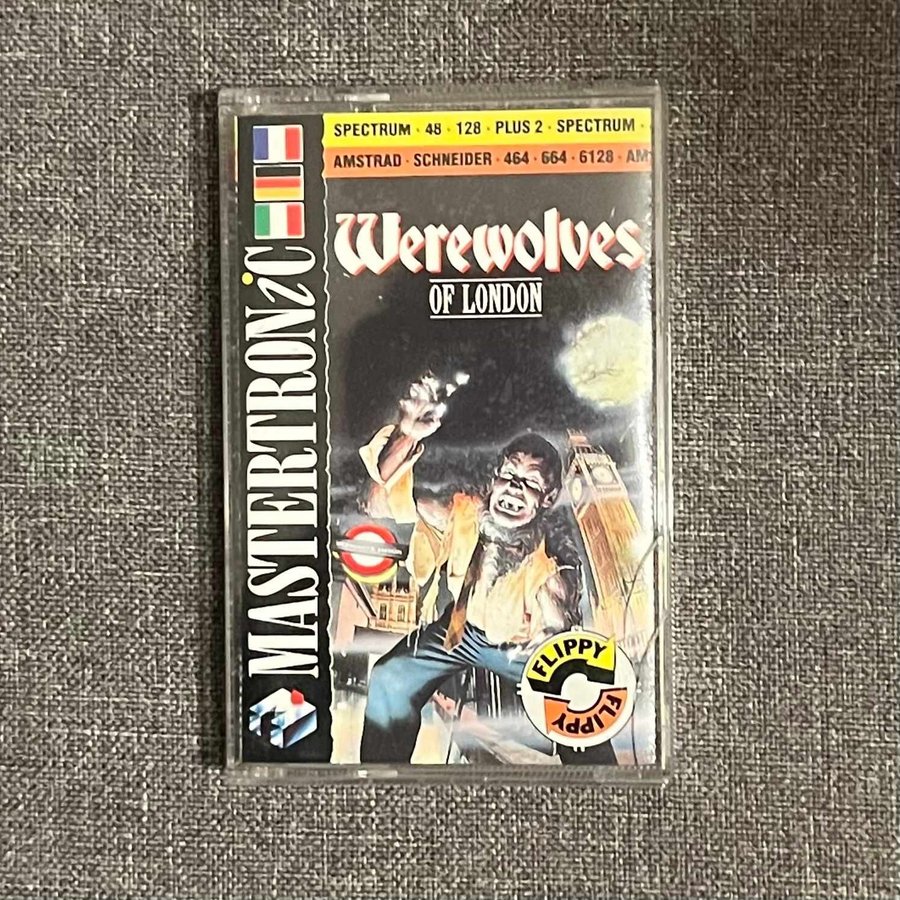 MASTERTRONiC
SPECTRUM · 48 · 128 · PLUS 2 · SPECTRUM ·
AMSTRAD · SCHNEIDER · 464 · 664 · 6128 · AM
Werewolves
OF LONDON
FLIPPY
FLIPPY